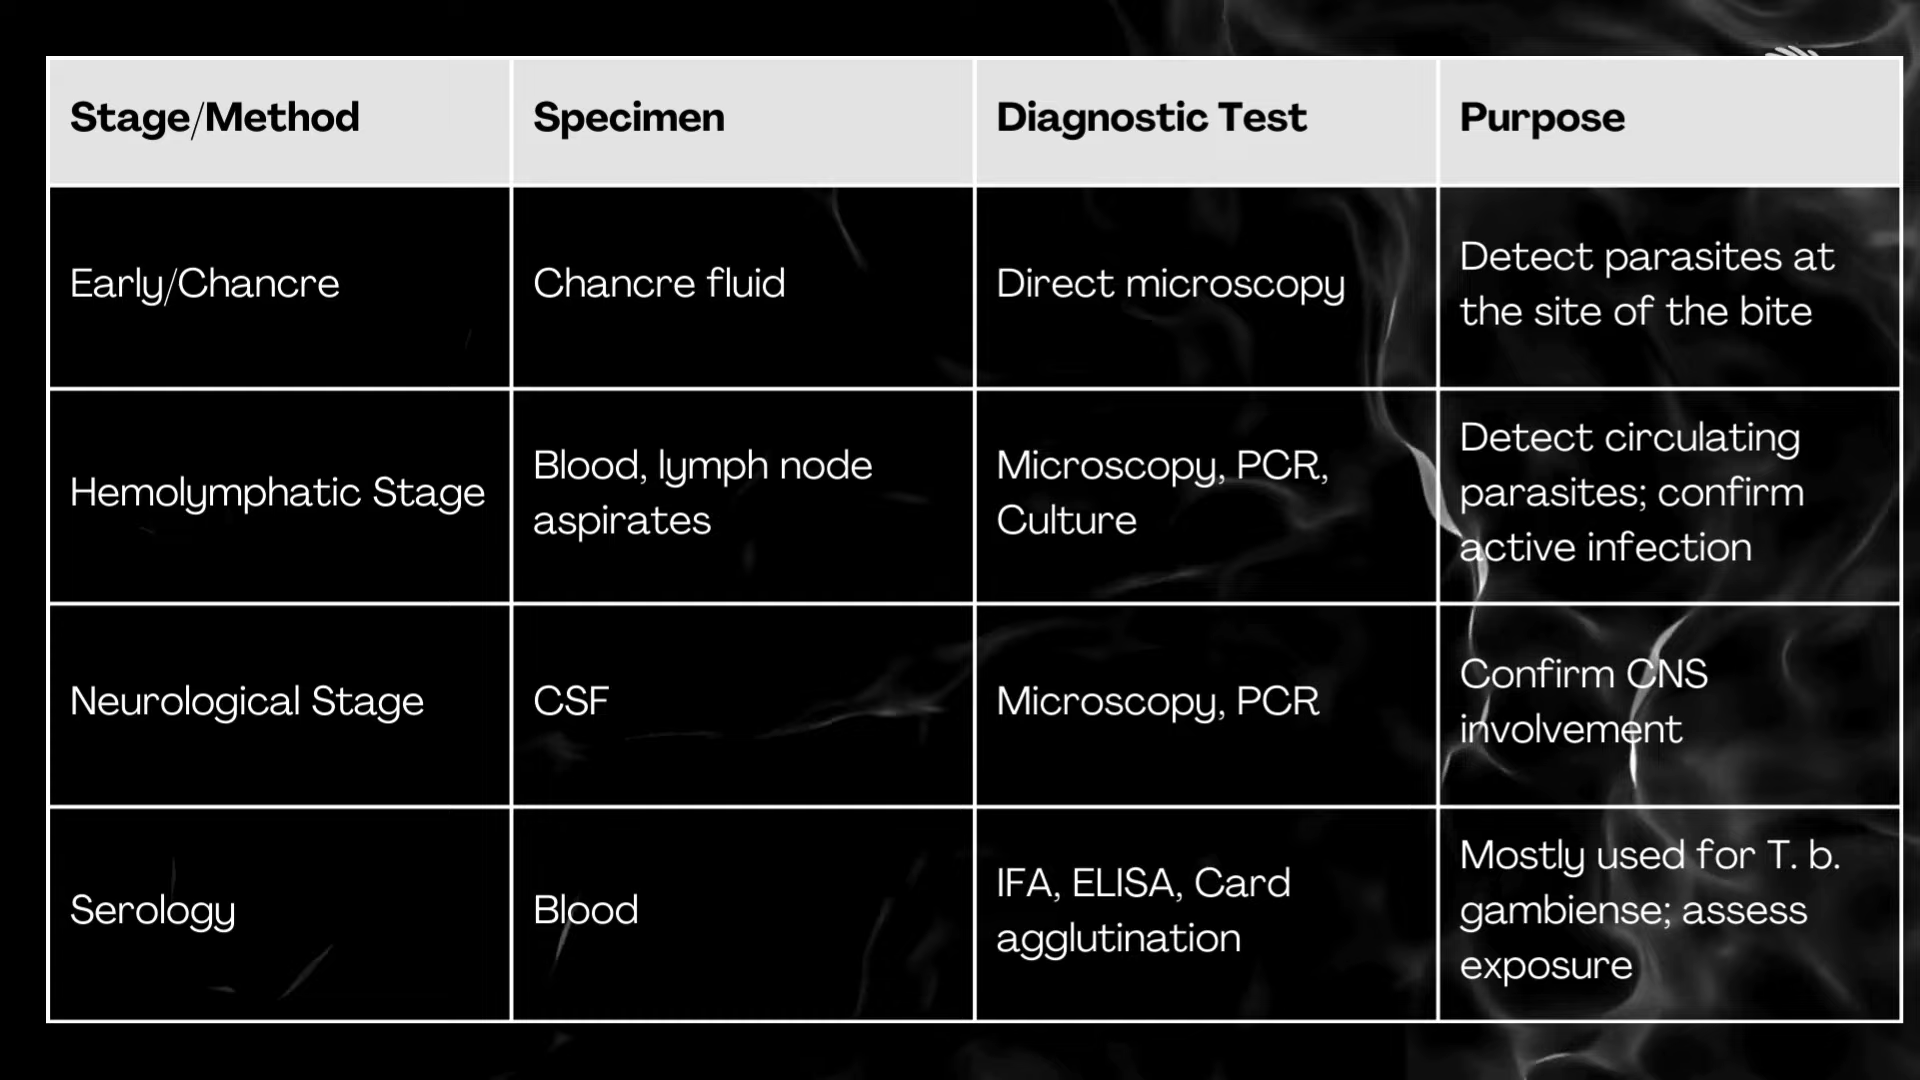 Stage/Method
Specimen
Diagnostic Test
Purpose
Early/Chancre
Chancre fluid
Direct microscopy
Detect parasites at
the site of the bite
Hemolymphatic Stage
Blood, lymph node
aspirates
Microscopy, PCR,
Culture
Detect circulating
parasites; confirm
active infection
Neurological Stage
CSF
Microscopy, PCR
Confirm CNS
involvement
Serology
Blood
IFA, ELISA, Card
agglutination
Mostly used for T. b.
gambiense; assess
exposure